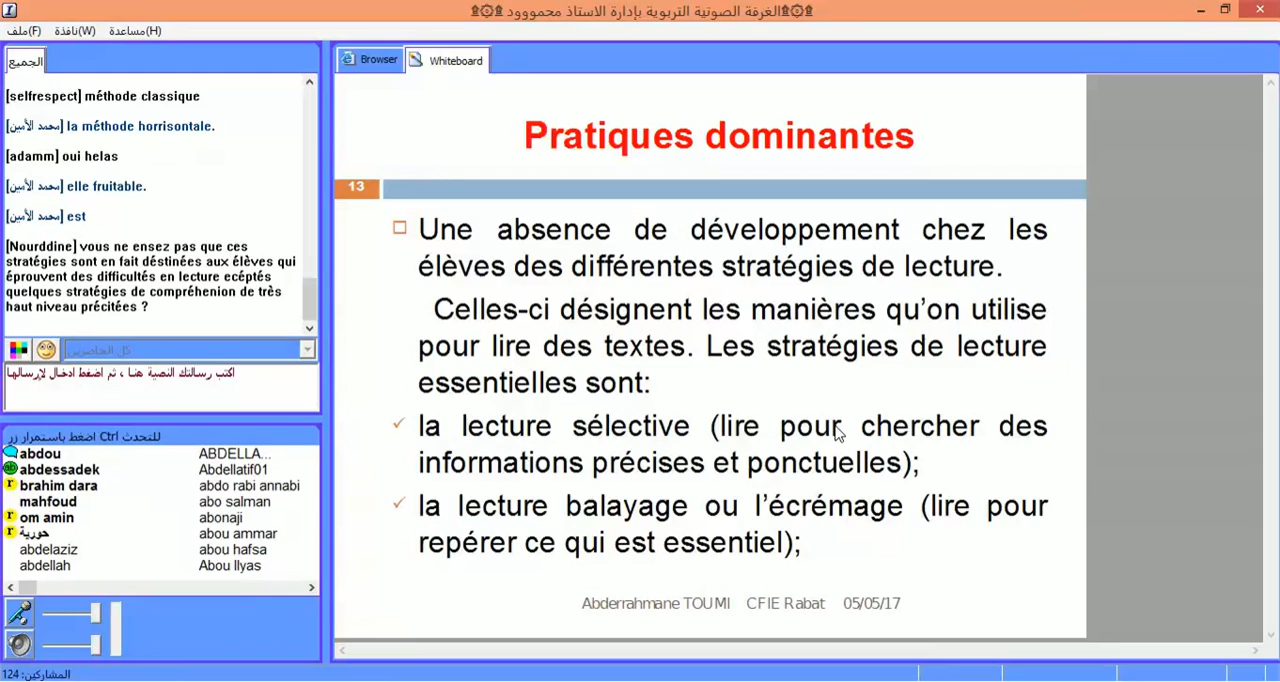 ۩۞۩الغرفة الصوتية التربوية بإدارة الاستاذ محموووود۩۞۩
ملف(F) نافذة(W) مساعدة(H)
الجميع
[selfrespect] méthode classique
[محمد الأمين] la méthode horrisontale.
[adamm] oui helas
[محمد الأمين] elle fruitable.
[محمد الأمين] est
[Nourddine] vous ne ensez pas que ces
stratégies sont en fait déstinées aux élèves qui
éprouvent des difficultés en lecture ecéptés
quelques stratégies de compréhenion de très
haut niveau précitées ?
كل الحاضرين
اكتب رسالتك النصية هنا ، ثم اضغط ادخال لإرسالها
للتحدث Ctrl اضغط باستمرار زر
abdou ABDELLA...
abdessadek Abdellatif01
brahim dara abdo rabi annabi
mahfoud abo salman
om amin abonaji
حورية abou ammar
abdelaziz abou hafsa
abdellah Abou Ilyas
المشاركين: 124
Browser Whiteboard
Pratiques dominantes
13
Une absence de développement chez les
élèves des différentes stratégies de lecture.
Celles-ci désignent les manières qu’on utilise
pour lire des textes. Les stratégies de lecture
essentielles sont:
la lecture sélective (lire pour chercher des
informations précises et ponctuelles);
la lecture balayage ou l’écrémage (lire pour
repérer ce qui est essentiel);
Abderrahmane TOUMI CFIE Rabat 05/05/17